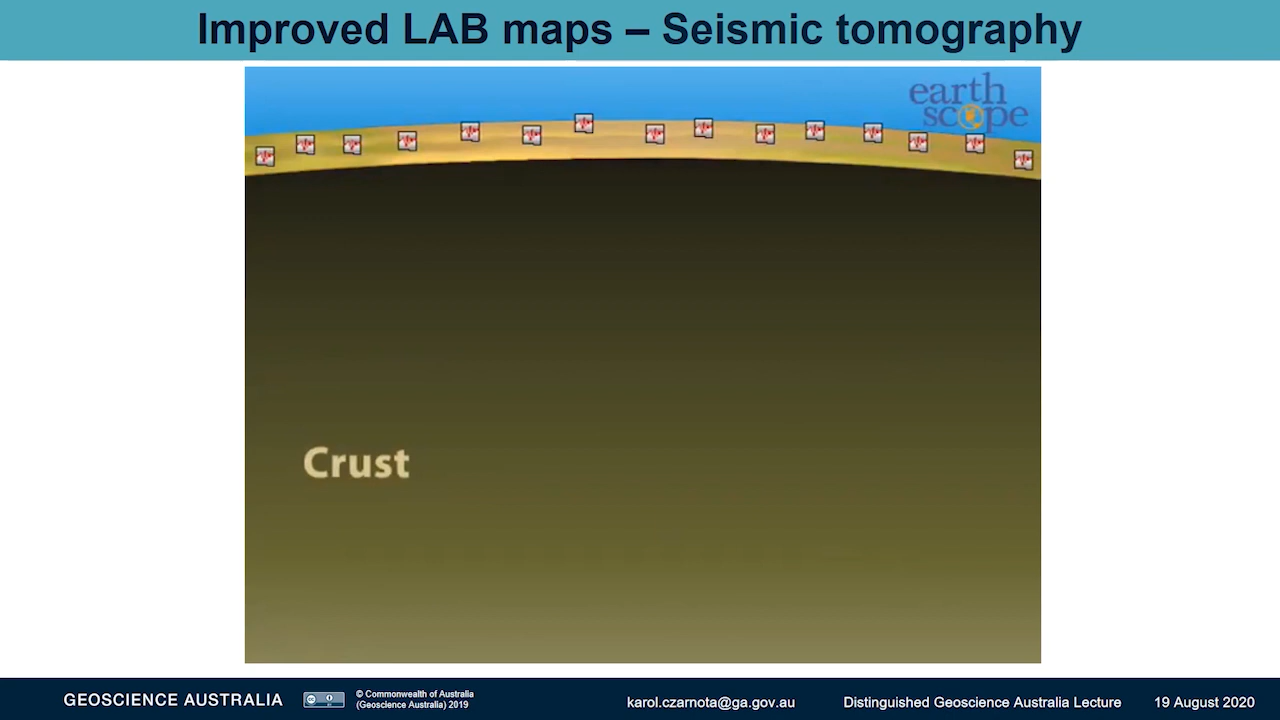 Improved LAB maps – Seismic tomography
earth
scope
Crust
GEOSCIENCE AUSTRALIA
© Commonwealth of Australia
(Geoscience Australia) 2019
karol.czarnota@ga.gov.au
Distinguished Geoscience Australia Lecture
19 August 2020